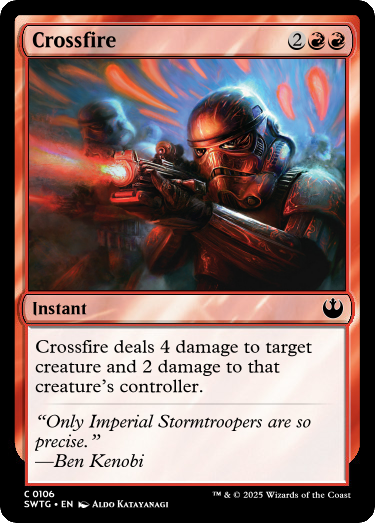 Crossfire 2
Instant
Crossfire deals 4 damage to target
creature and 2 damage to that
creature's controller.
"Only Imperial Stormtroopers are so
precise."
—Ben Kenobi
C 0106
SWTG • EN Aldo Katayanagi
™ & © 2025 Wizards of the Coast